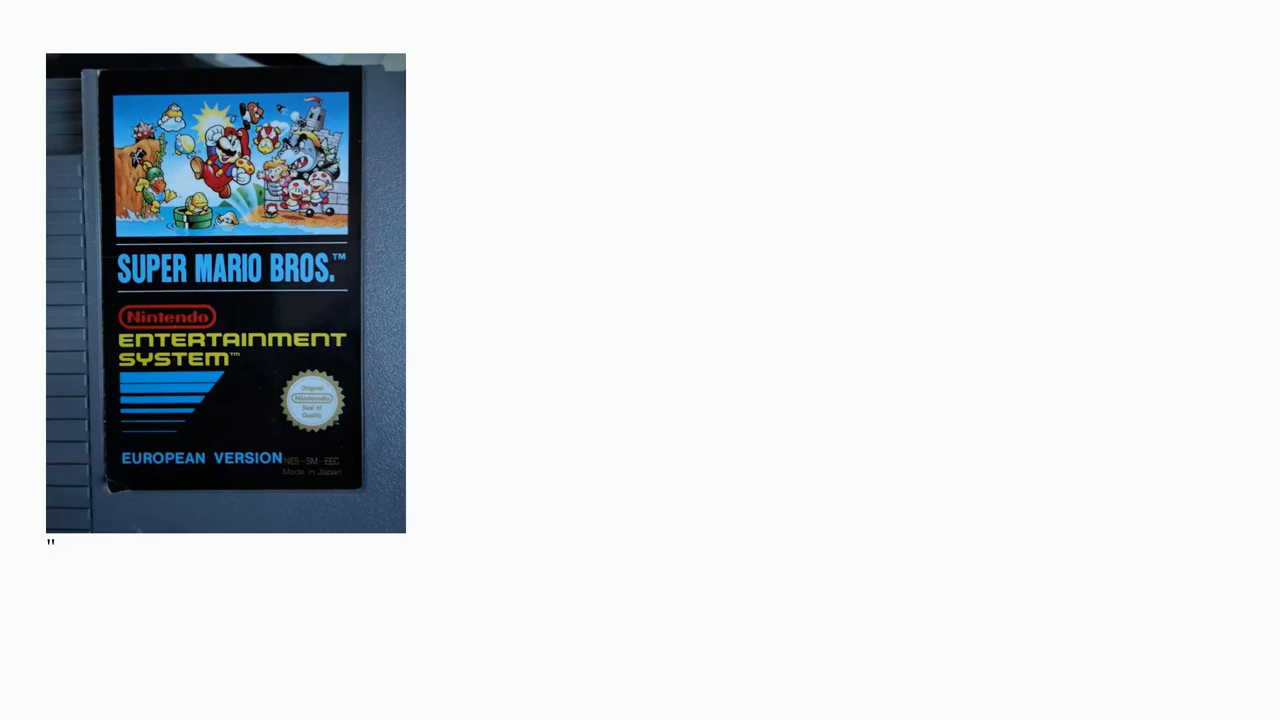 SUPER MARIO BROS.™
Nintendo
ENTERTAINMENT
SYSTEM™
Original
Nintendo
Seal of
Quality
EUROPEAN VERSION NES-SM-EEC
Made in Japan
"